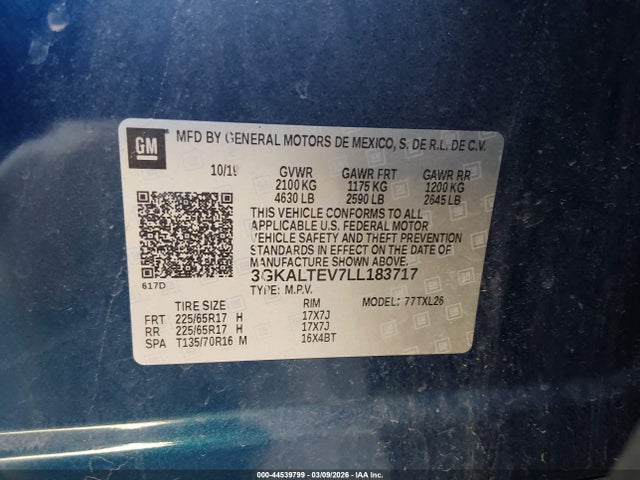 GM
MFD BY GENERAL MOTORS DE MEXICO, S. DE R.L. DE C.V.
10/19 GVWR GAWR FRT GAWR RR
2100 KG 1175 KG 1200 KG
4630 LB 2590 LB 2645 LB
THIS VEHICLE CONFORMS TO ALL
APPLICABLE U.S. FEDERAL MOTOR
VEHICLE SAFETY AND THEFT PREVENTION
STANDARDS IN EFFECT ON THE DATE OF
MANUFACTURE SHOWN ABOVE.
3GKALTEV7LL183717
617D
TYPE: M.P.V. MODEL: 77TXL26
TIRE SIZE RIM
FRT 225/65R17 H 17X7J
RR 225/65R17 H 17X7J
SPA T135/70R16 M 16X4BT
000-44539799 | 03/09/2026 - IAAI